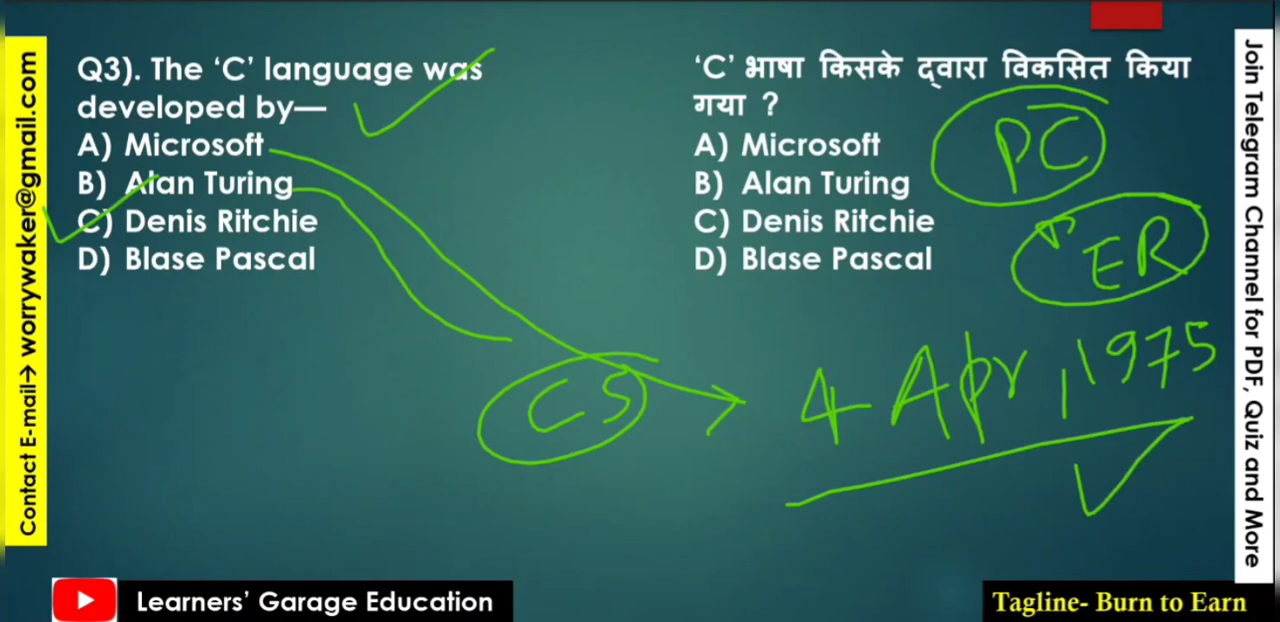 Q3). The ‘C’ language was
developed by—
A) Microsoft
B) Alan Turing
C) Denis Ritchie
D) Blase Pascal
‘C’ भाषा किसके द्वारा विकसित किया
गया ?
A) Microsoft
B) Alan Turing
C) Denis Ritchie
D) Blase Pascal
PC
ER
CS
4 Apr, 1975
Contact E-mail→ worrywaker@gmail.com
Join Telegram Channel for PDF, Quiz and More
Learners’ Garage Education
Tagline- Burn to Earn